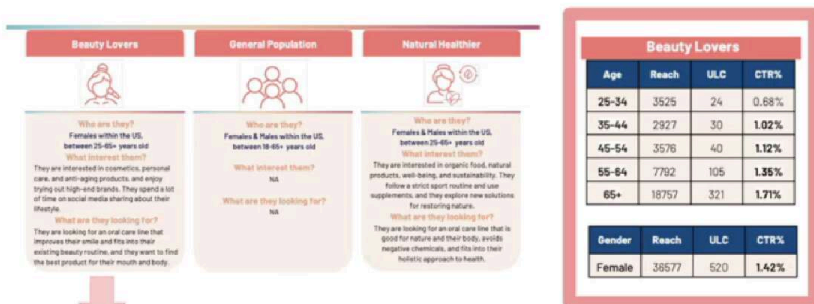 Beauty Lovers
Who are they?
Females within the US,
between 25-65+ years old
What interest them?
They are interested in cosmetics, personal
care, and anti-aging products, and enjoy
trying out high-end brands. They spend a lot
of time on social media sharing about their
lifestyle.
What are they looking for?
They are looking for an oral care line that
improves their smile and fits into their
existing beauty routine, and they want to find
the best product for their mouth and body.
General Population
Who are they?
Females & Males within the US,
between 18-65+ years old
What interest them?
NA
What are they looking for?
NA
Natural Healthier
Who are they?
Females & Males within the US,
between 25-65+ years old
What interest them?
They are interested in organic food, natural
products, well-being, and sustainability. They
follow a strict sport routine and use
supplements, and they explore new solutions
for restoring nature.
What are they looking for?
They are looking for an oral care line that is
good for nature and their body, avoids
negative chemicals, and fits into their
holistic approach to health.
Beauty Lovers
Age Reach ULC CTR%
25-34 3525 24 0.68%
35-44 2927 30 1.02%
45-54 3576 40 1.12%
55-64 7792 105 1.35%
65+ 18757 321 1.71%
Gender Reach ULC CTR%
Female 36577 520 1.42%